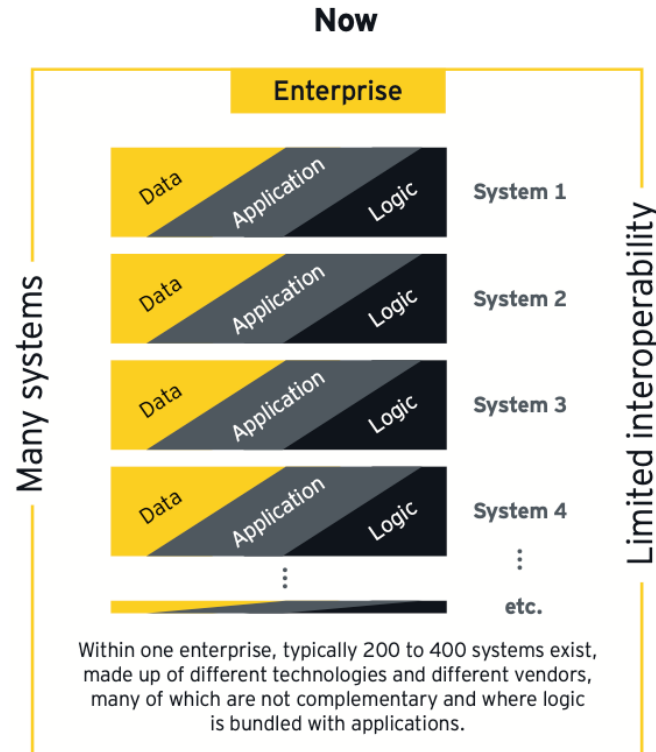 Now
Enterprise
Many systems
Limited interoperability
Data
Application
Logic
System 1
Data
Application
Logic
System 2
Data
Application
Logic
System 3
Data
Application
Logic
System 4
etc.
Within one enterprise, typically 200 to 400 systems exist,
made up of different technologies and different vendors,
many of which are not complementary and where logic
is bundled with applications.